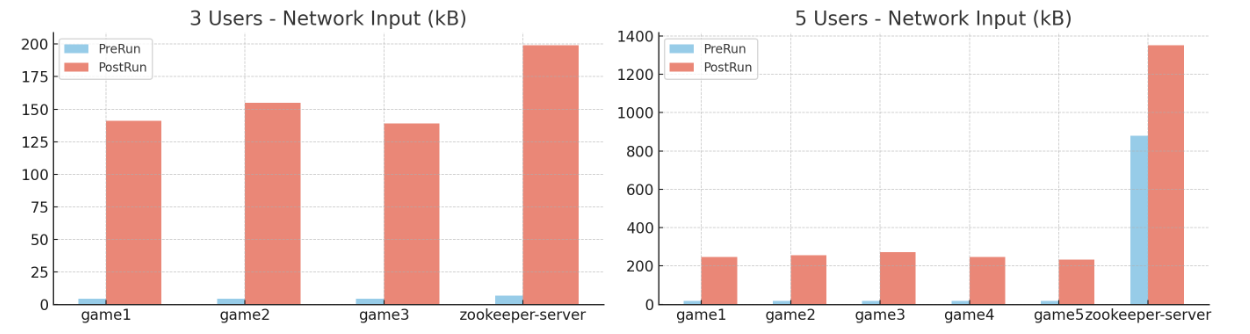 3 Users - Network Input (kB)
PreRun
PostRun
200
175
150
125
100
75
50
25
0
game1 game2 game3 zookeeper-server
5 Users - Network Input (kB)
PreRun
PostRun
1400
1200
1000
800
600
400
200
0
game1 game2 game3 game4 game5 zookeeper-server